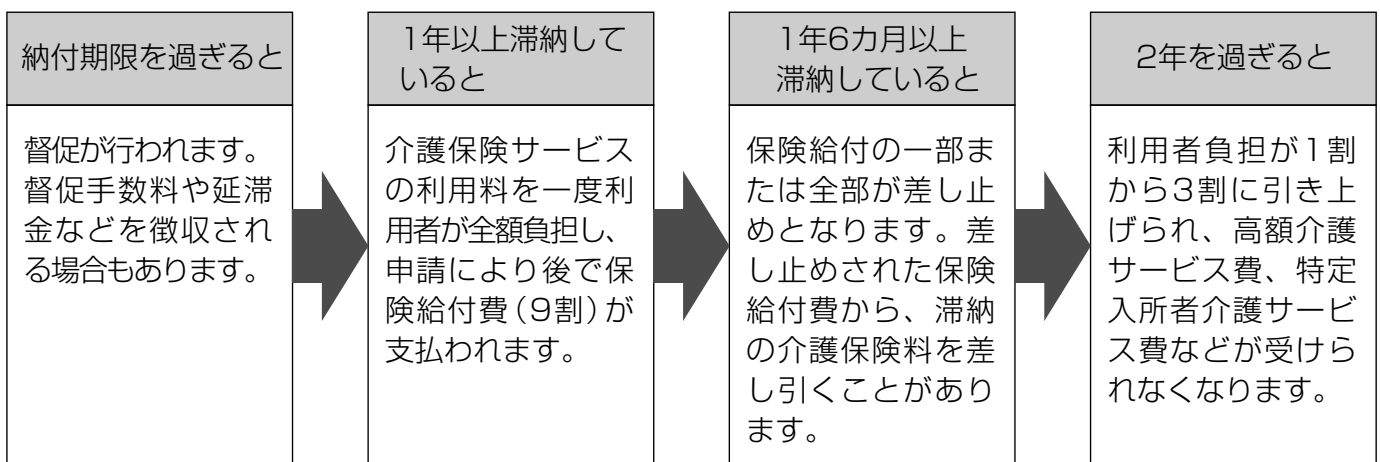 納付期限を過ぎると
督促が行われます。
督促手数料や延滞
金などを徴収され
る場合もあります。
1年以上滞納して
いると
介護保険サービス
の利用料を一度利
用者が全額負担し、
申請により後で保
険給付費(9割)が
支払われます。
1年6カ月以上
滞納していると
保険給付の一部ま
たは全部が差し止
めとなります。差
し止めされた保険
給付費から、滞納
の介護保険料を差
し引くことがあり
ます。
2年を過ぎると
利用者負担が1割
から3割に引き上
げられ、高額介護
サービス費、特定
入所者介護サービ
ス費などが受けら
れなくなります。